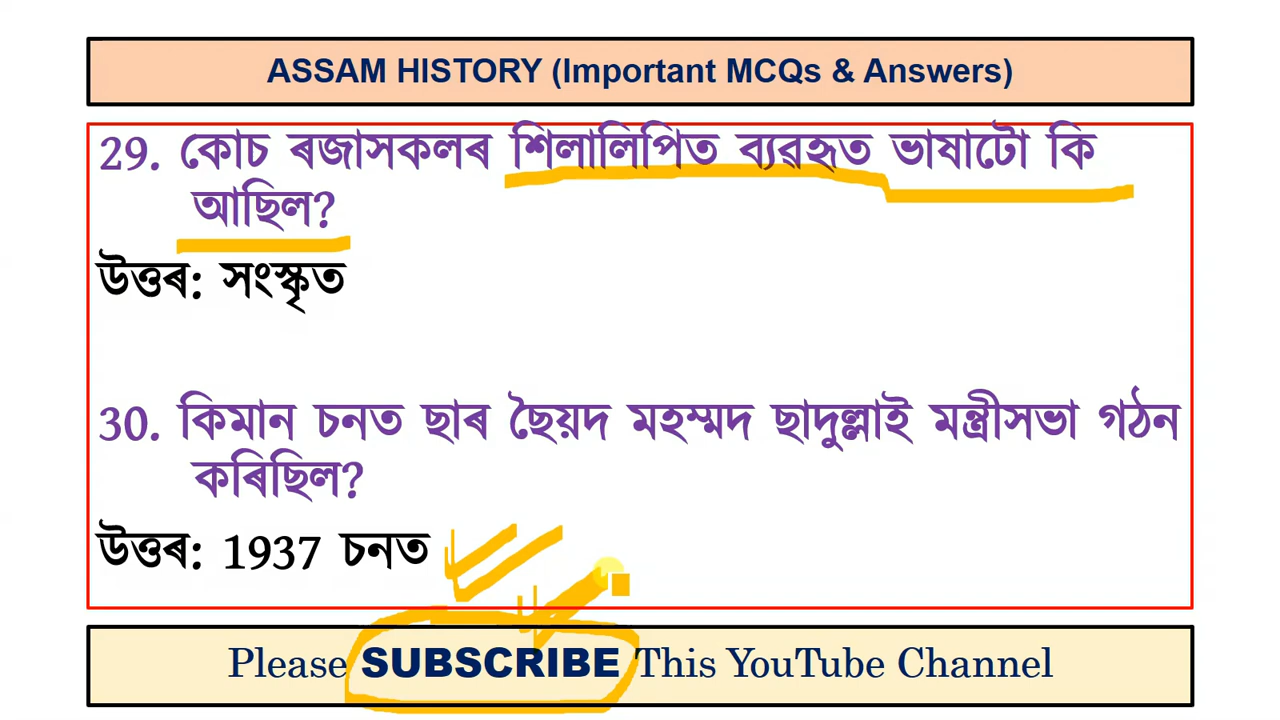 ASSAM HISTORY (Important MCQs & Answers)
29. কোচ ৰজাসকলৰ শিলালিপিত ব্যৱহৃত ভাষাটো কি
আছিল?
উত্তৰ: সংস্কৃত
30. কিমান চনত ছাৰ ছৈয়দ মহম্মদ ছাদুল্লাই মন্ত্ৰীসভা গঠন
কৰিছিল?
উত্তৰ: 1937 চনত
Please SUBSCRIBE This YouTube Channel